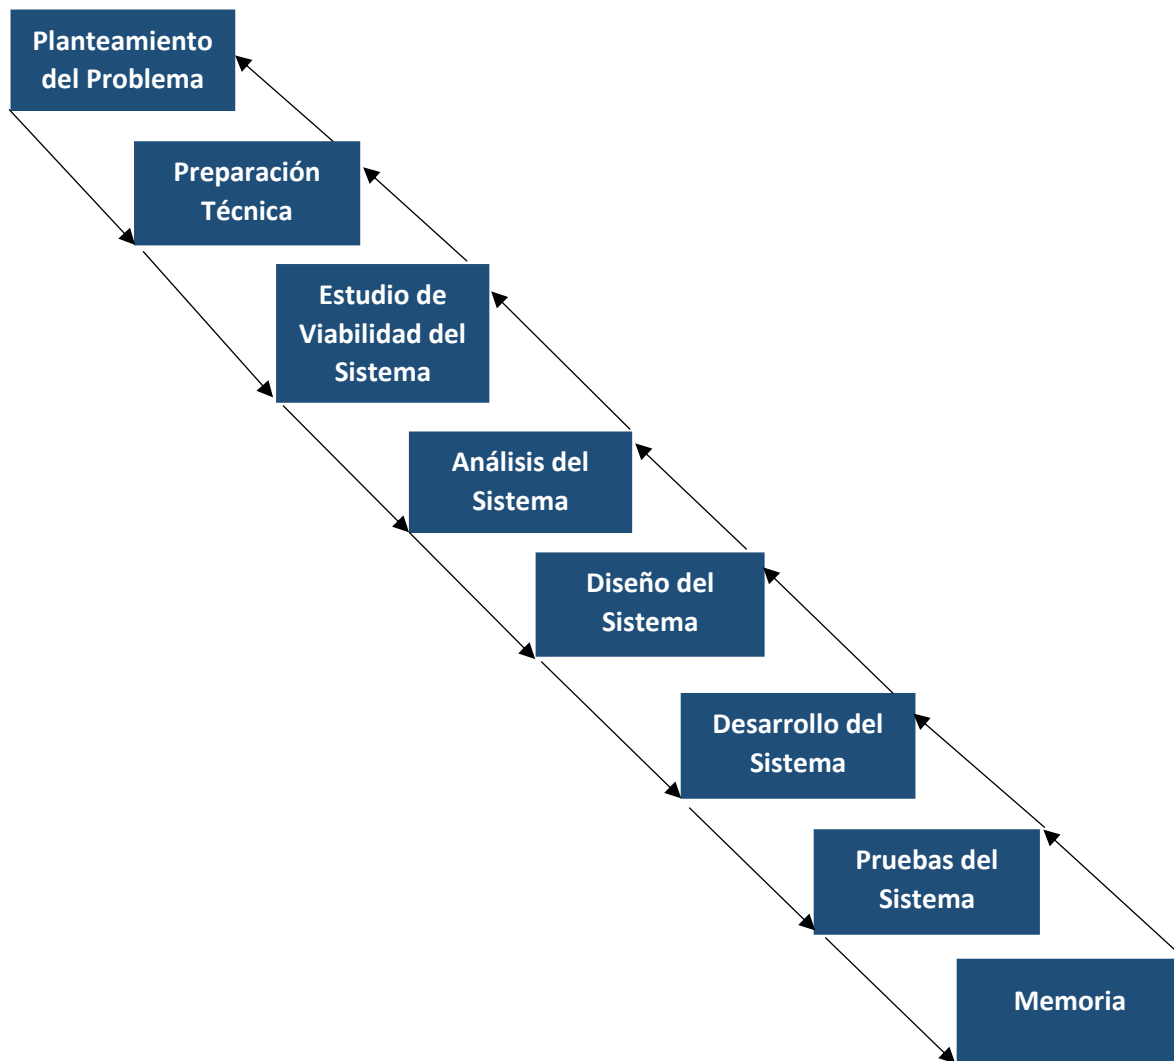 Planteamiento
del Problema
Preparación
Técnica
Estudio de
Viabilidad del
Sistema
Análisis del
Sistema
Diseño del
Sistema
Desarrollo del
Sistema
Pruebas del
Sistema
Memoria